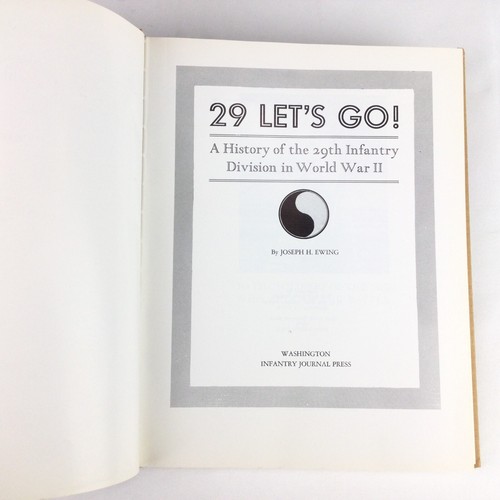 29 LET'S GO!
A History of the 29th Infantry
Division in World War II
By JOSEPH H. EWING
WASHINGTON
INFANTRY JOURNAL PRESS